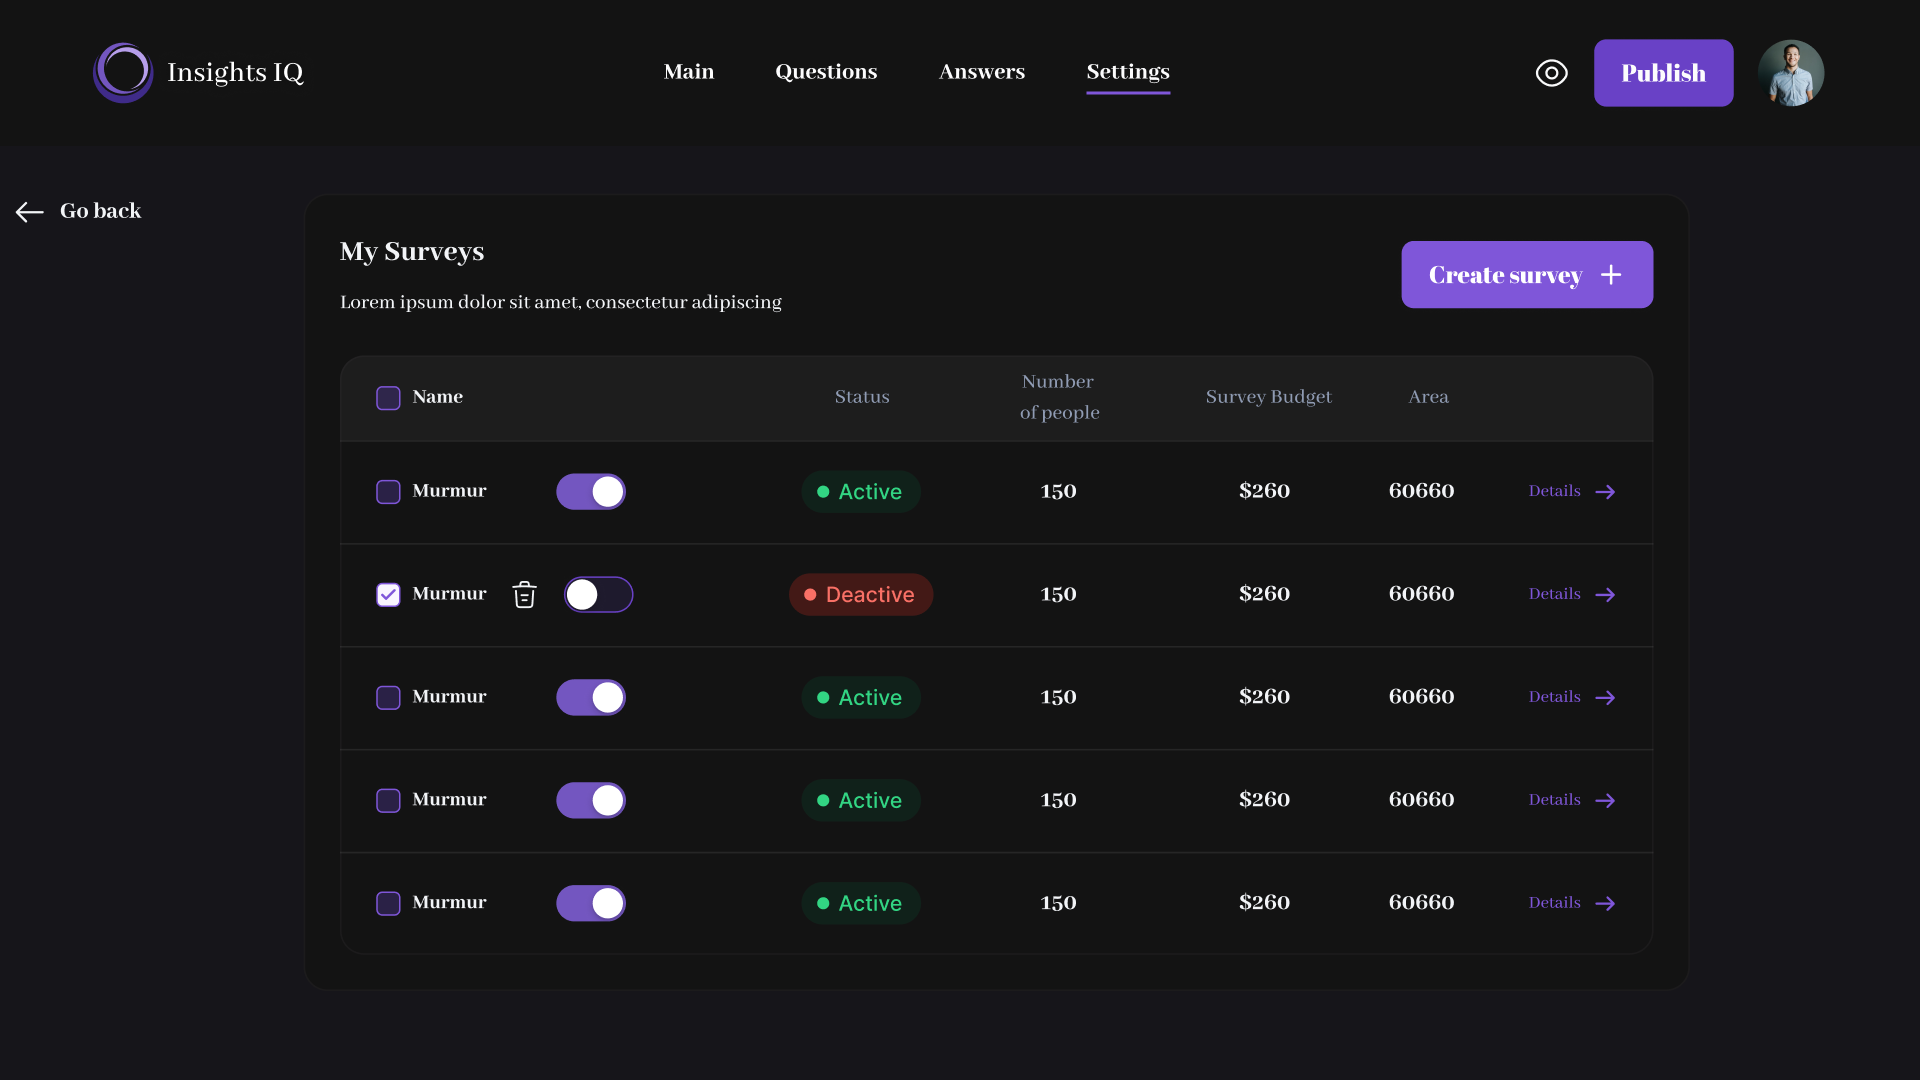 Insights IQ
Main Questions Answers Settings
Publish
Go back
My Surveys
Create survey
Lorem ipsum dolor sit amet, consectetur adipiscing
Name Status Number of people Survey Budget Area
Murmur Active 150 $260 60660 Details
Murmur Deactive 150 $260 60660 Details
Murmur Active 150 $260 60660 Details
Murmur Active 150 $260 60660 Details
Murmur Active 150 $260 60660 Details